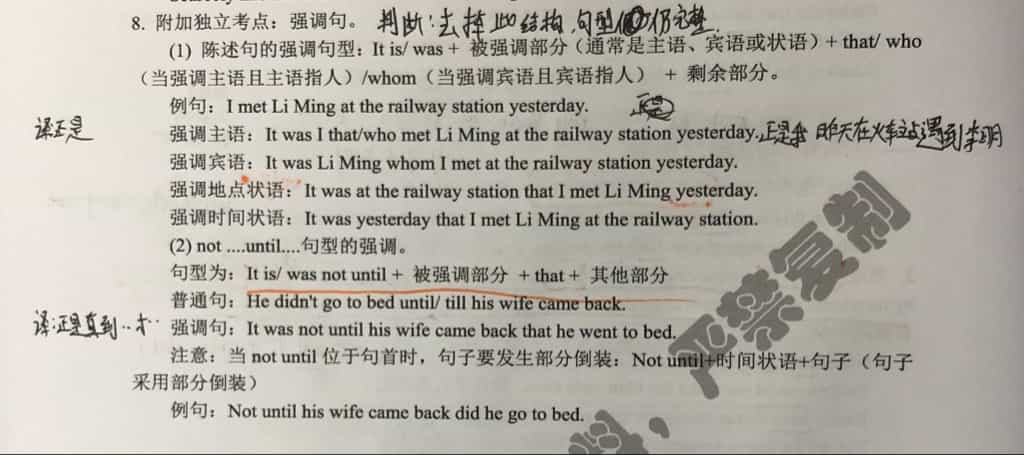 8. 附加独立考点：强调句。 判断：去掉此结构，句型仍完整.
(1) 陈述句的强调句型：It is/ was + 被强调部分（通常是主语、宾语或状语）+ that/ who
（当强调主语且主语指人）/whom（当强调宾语且宾语指人） + 剩余部分。
例句：I met Li Ming at the railway station yesterday.
译正是
强调主语：It was I that/who met Li Ming at the railway station yesterday. 正是我 昨天在火车站遇到李明
强调宾语：It was Li Ming whom I met at the railway station yesterday.
强调地点状语：It was at the railway station that I met Li Ming yesterday.
强调时间状语：It was yesterday that I met Li Ming at the railway station.
(2) not ....until....句型的强调。
句型为：It is/ was not until + 被强调部分 + that + 其他部分
普通句：He didn't go to bed until/ till his wife came back.
译:正是直到…才…
强调句：It was not until his wife came back that he went to bed.
注意：当 not until 位于句首时，句子要发生部分倒装：Not until+时间状语+句子（句子
采用部分倒装）
例句：Not until his wife came back did he go to bed.
严禁复制
料，